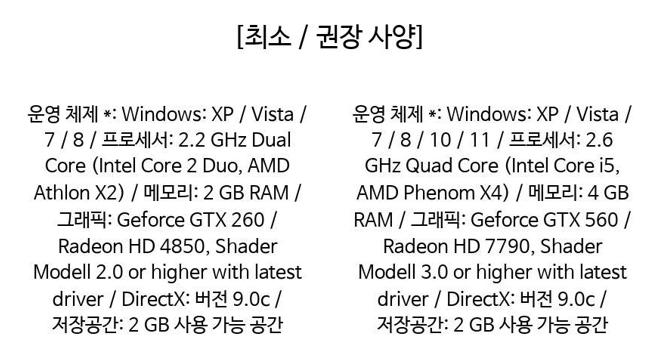 [최소 / 권장 사양]
운영 체제 *: Windows: XP / Vista /
7 / 8 / 프로세서: 2.2 GHz Dual
Core (Intel Core 2 Duo, AMD
Athlon X2) / 메모리: 2 GB RAM /
그래픽: Geforce GTX 260 /
Radeon HD 4850, Shader
Modell 2.0 or higher with latest
driver / DirectX: 버전 9.0c /
저장공간: 2 GB 사용 가능 공간
운영 체제 *: Windows: XP / Vista /
7 / 8 / 10 / 11 / 프로세서: 2.6
GHz Quad Core (Intel Core i5,
AMD Phenom X4) / 메모리: 4 GB
RAM / 그래픽: Geforce GTX 560 /
Radeon HD 7790, Shader
Modell 3.0 or higher with latest
driver / DirectX: 버전 9.0c /
저장공간: 2 GB 사용 가능 공간